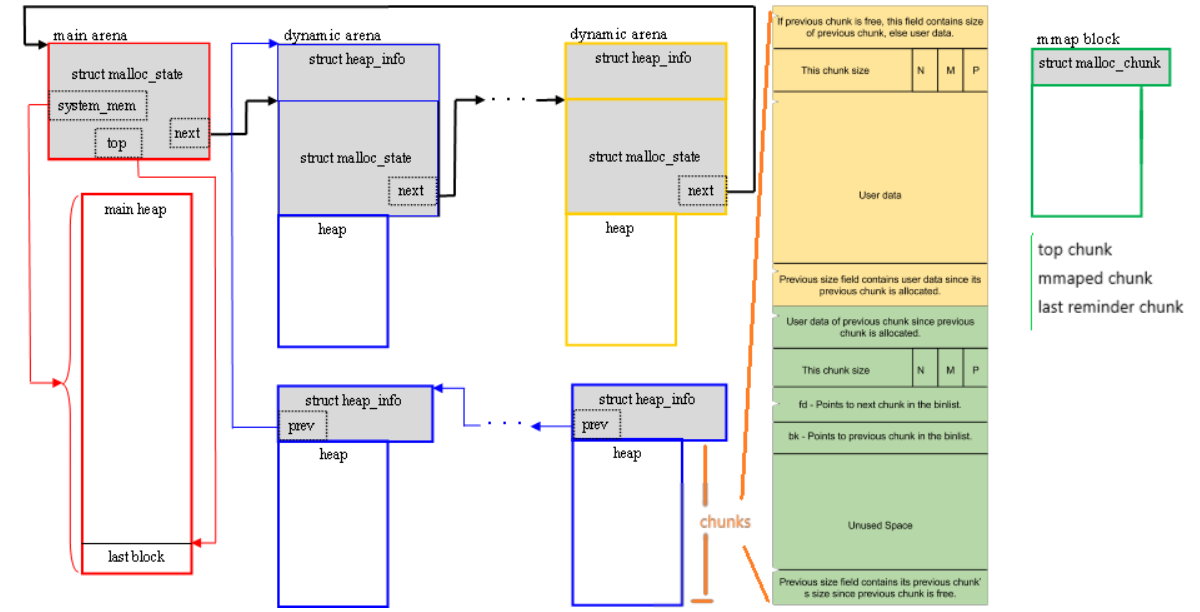 main arena
struct malloc_state
system_mem
top
next
main heap
last block
dynamic arena
struct heap_info
struct malloc_state
next
heap
struct heap_info
prev
heap
dynamic arena
struct heap_info
struct malloc_state
next
heap
struct heap_info
prev
heap
chunks
If previous chunk is free, this field contains size
of previous chunk, else user data.
This chunk size N M P
User data
Previous size field contains user data since its
previous chunk is allocated.
User data of previous chunk since previous
chunk is allocated.
This chunk size N M P
fd - Points to next chunk in the binlist.
bk - Points to previous chunk in the binlist.
Unused Space
Previous size field contains its previous chunk'
s size since previous chunk is free.
mmap block
struct malloc_chunk
top chunk
mmaped chunk
last reminder chunk